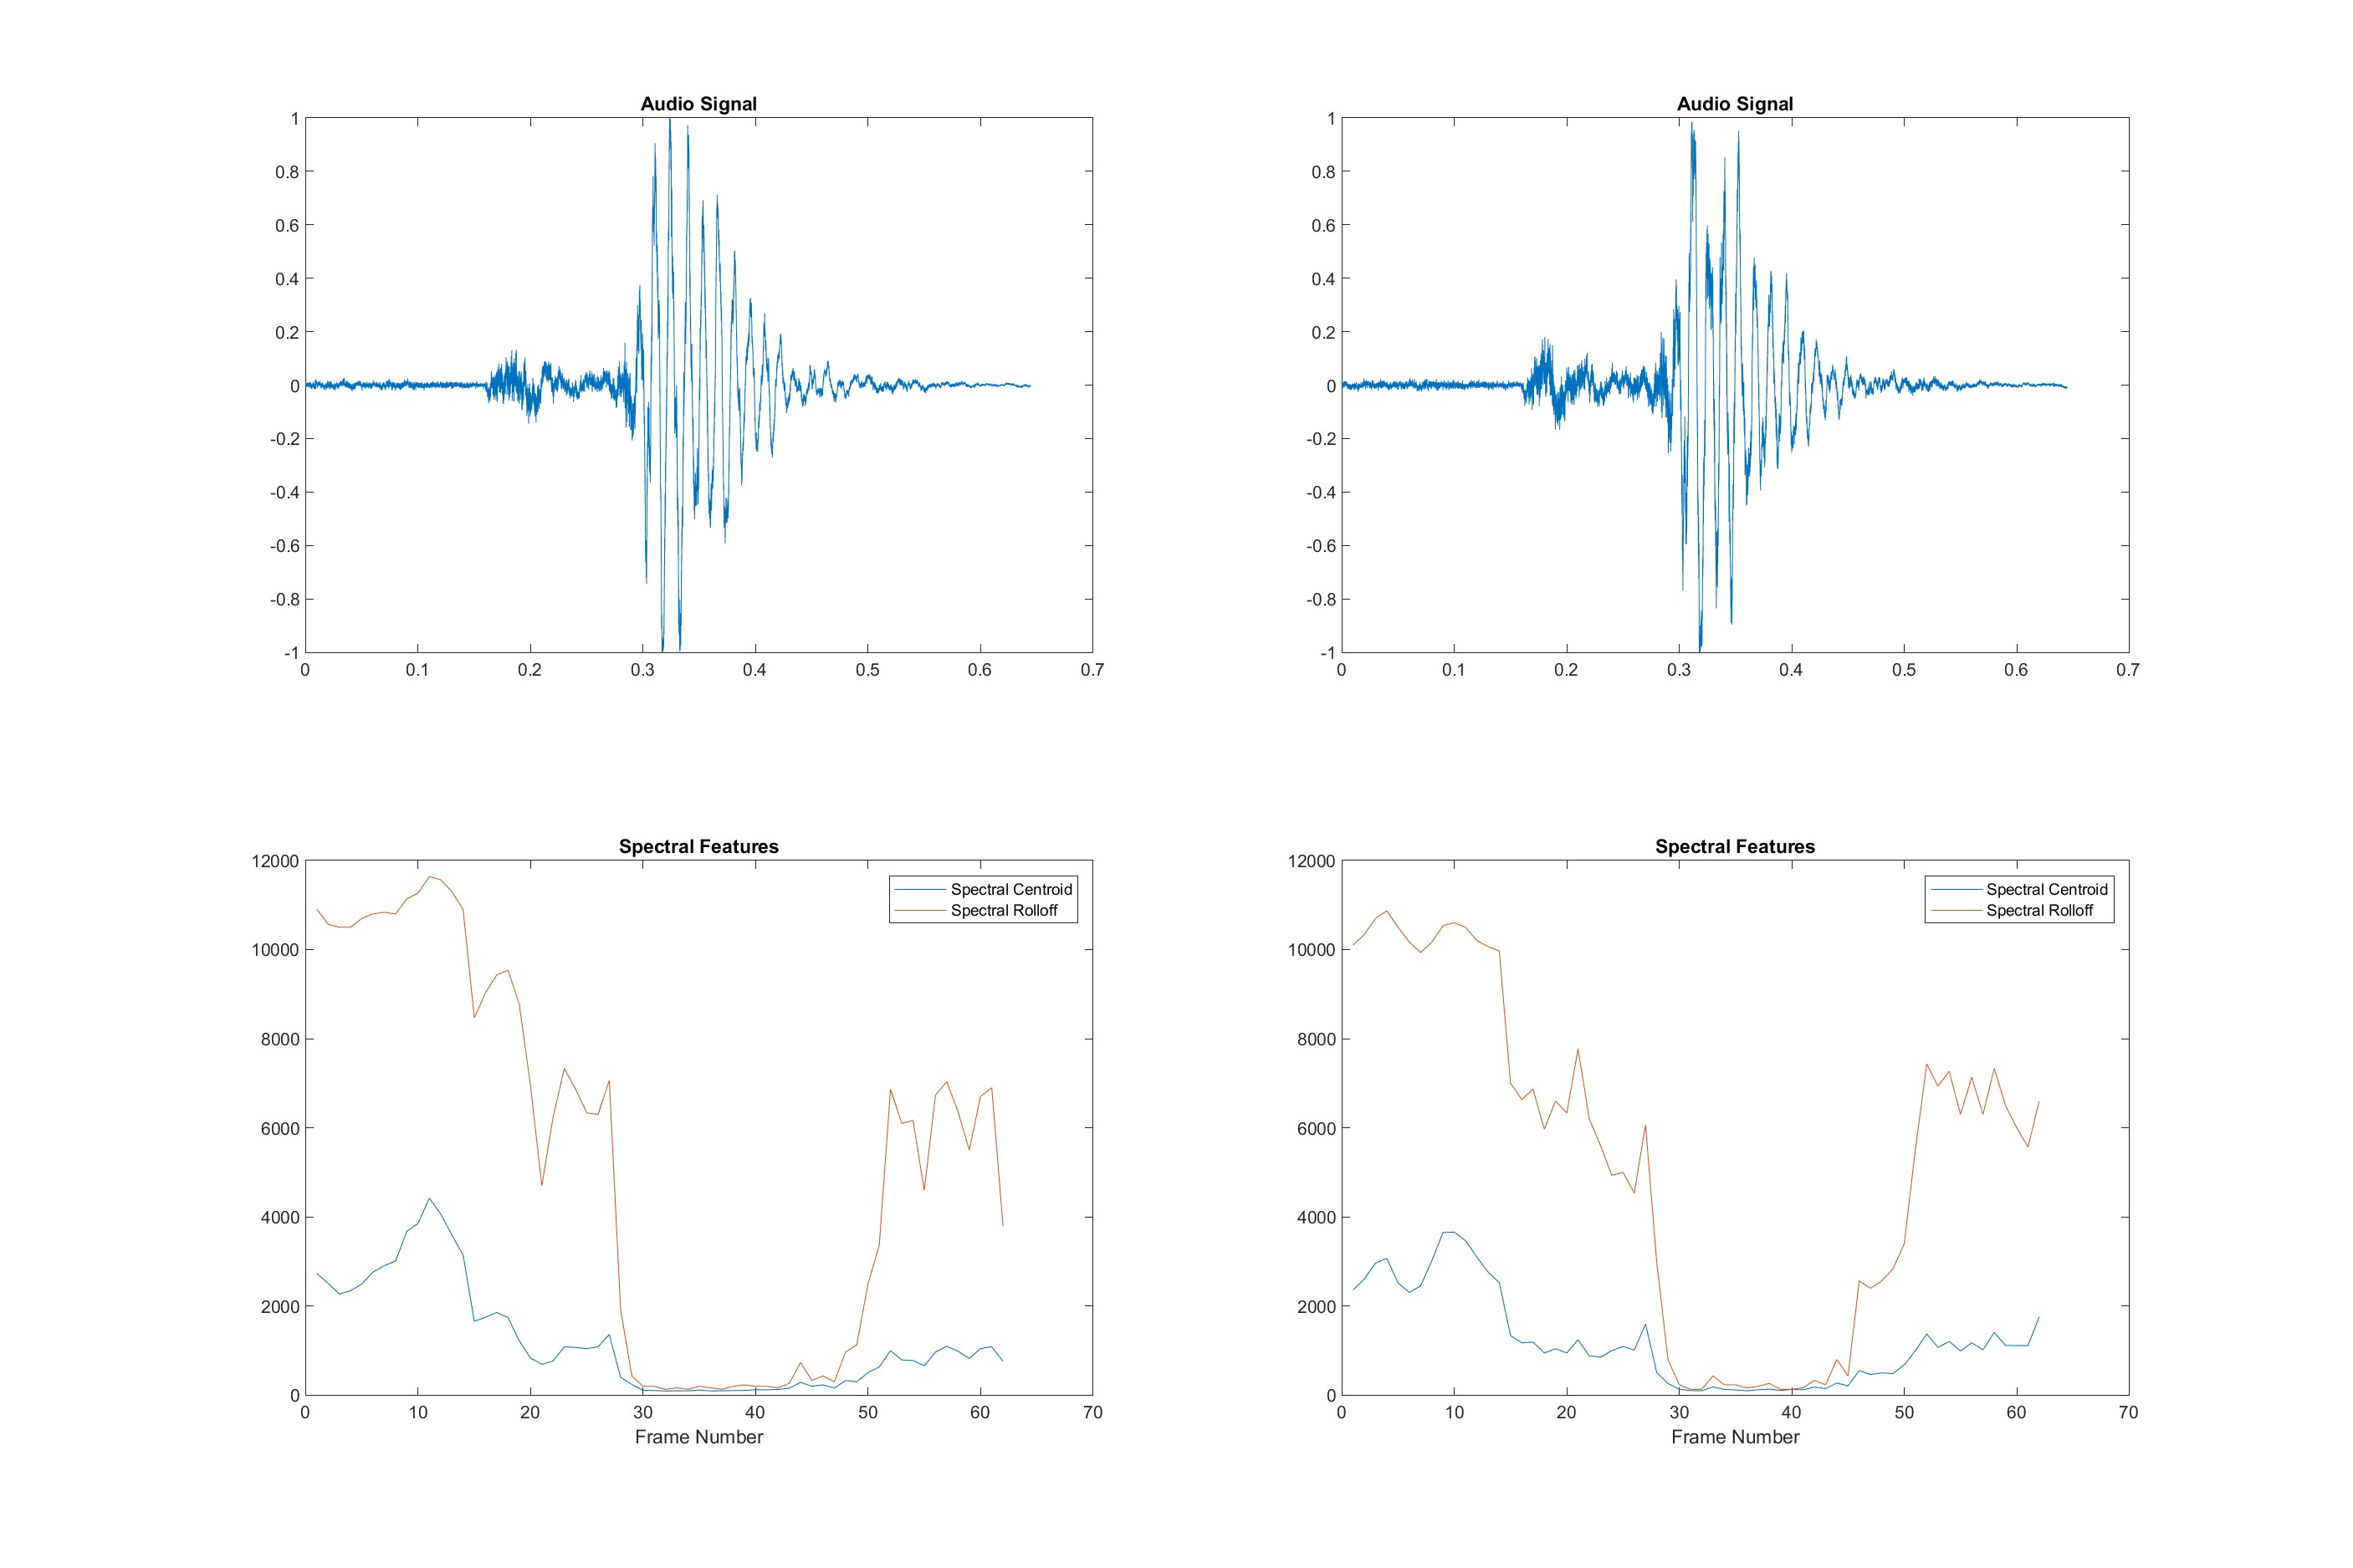 Audio Signal
1
0.8
0.6
0.4
0.2
0
-0.2
-0.4
-0.6
-0.8
-1
0 0.1 0.2 0.3 0.4 0.5 0.6 0.7
Audio Signal
1
0.8
0.6
0.4
0.2
0
-0.2
-0.4
-0.6
-0.8
-1
0 0.1 0.2 0.3 0.4 0.5 0.6 0.7
Spectral Features
12000
10000
8000
6000
4000
2000
0
Spectral Centroid
Spectral Rolloff
0 10 20 30 40 50 60 70
Frame Number
Spectral Features
12000
10000
8000
6000
4000
2000
0
Spectral Centroid
Spectral Rolloff
0 10 20 30 40 50 60 70
Frame Number